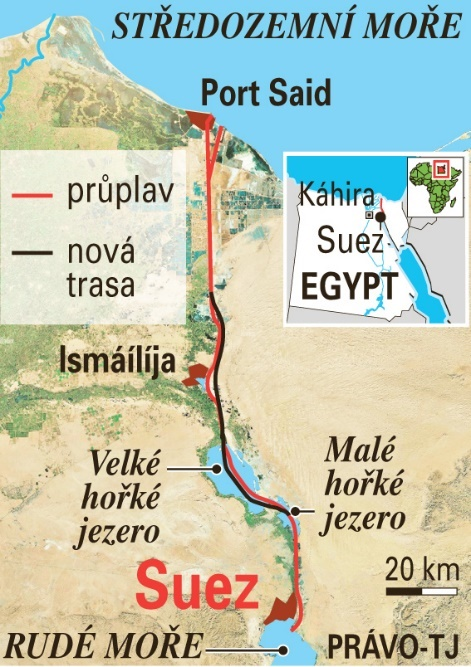 STŘEDOZEMNÍ MOŘE
Port Said
průplav
nová
trasa
Káhira
Suez
EGYPT
Ismáílíja
Velké
hořké
jezero
Malé
hořké
jezero
Suez
20 km
RUDÉ MOŘE
PRÁVO-TJ